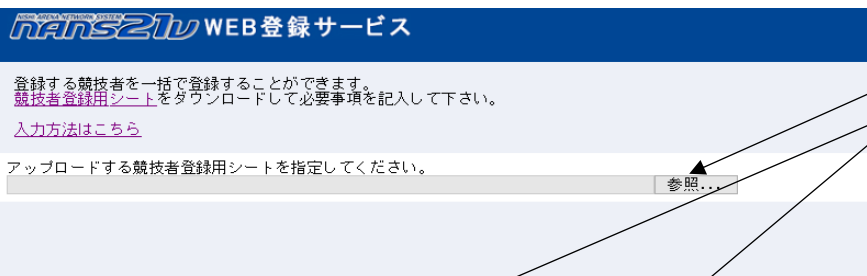 NISHI ARENA NETWORK SYSTEM
NANS21V WEB登録サービス
登録する競技者を一括で登録することができます。
競技者登録用シートをダウンロードして必要事項を記入して下さい。
入力方法はこちら
アップロードする競技者登録用シートを指定してください。
参照...